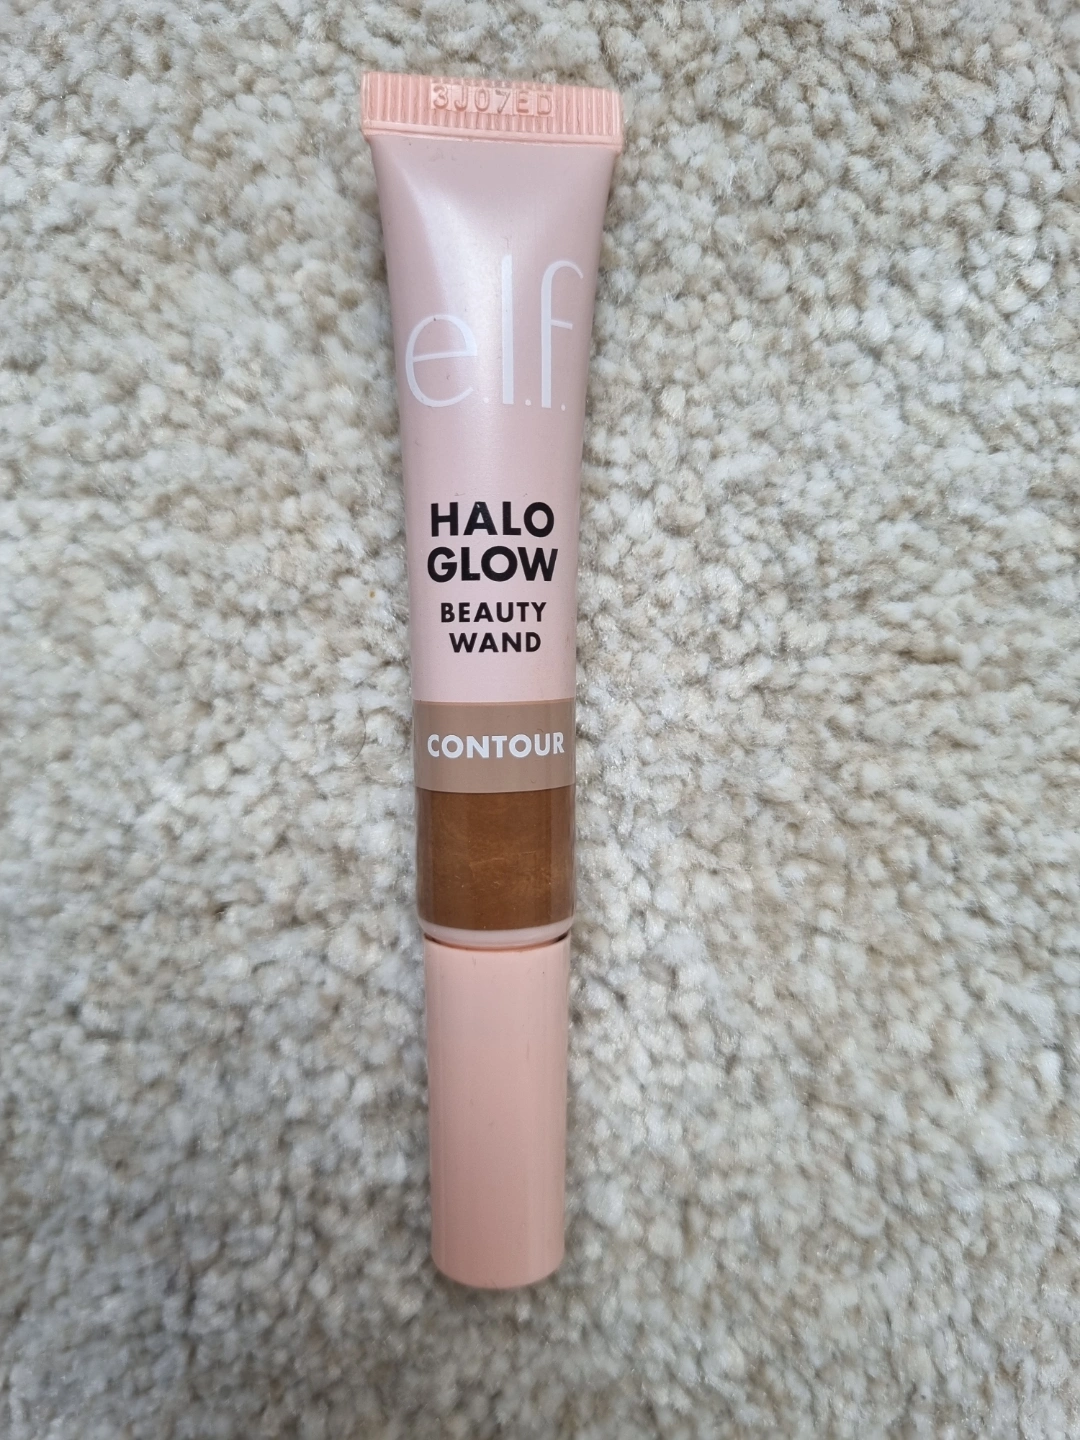 3J07ED
e.l.f.
HALO
GLOW
BEAUTY
WAND
CONTOUR